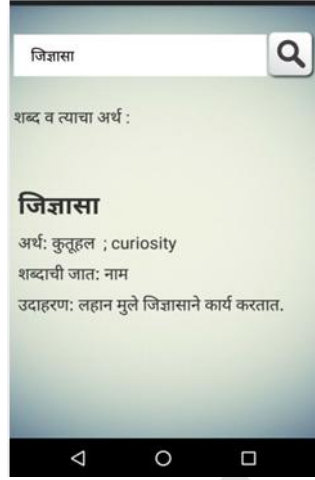 जिज्ञासा
शब्द व त्याचा अर्थ :
जिज्ञासा
अर्थ: कुतूहल ; curiosity
शब्दाची जात: नाम
उदाहरण: लहान मुले जिज्ञासाने कार्य करतात.